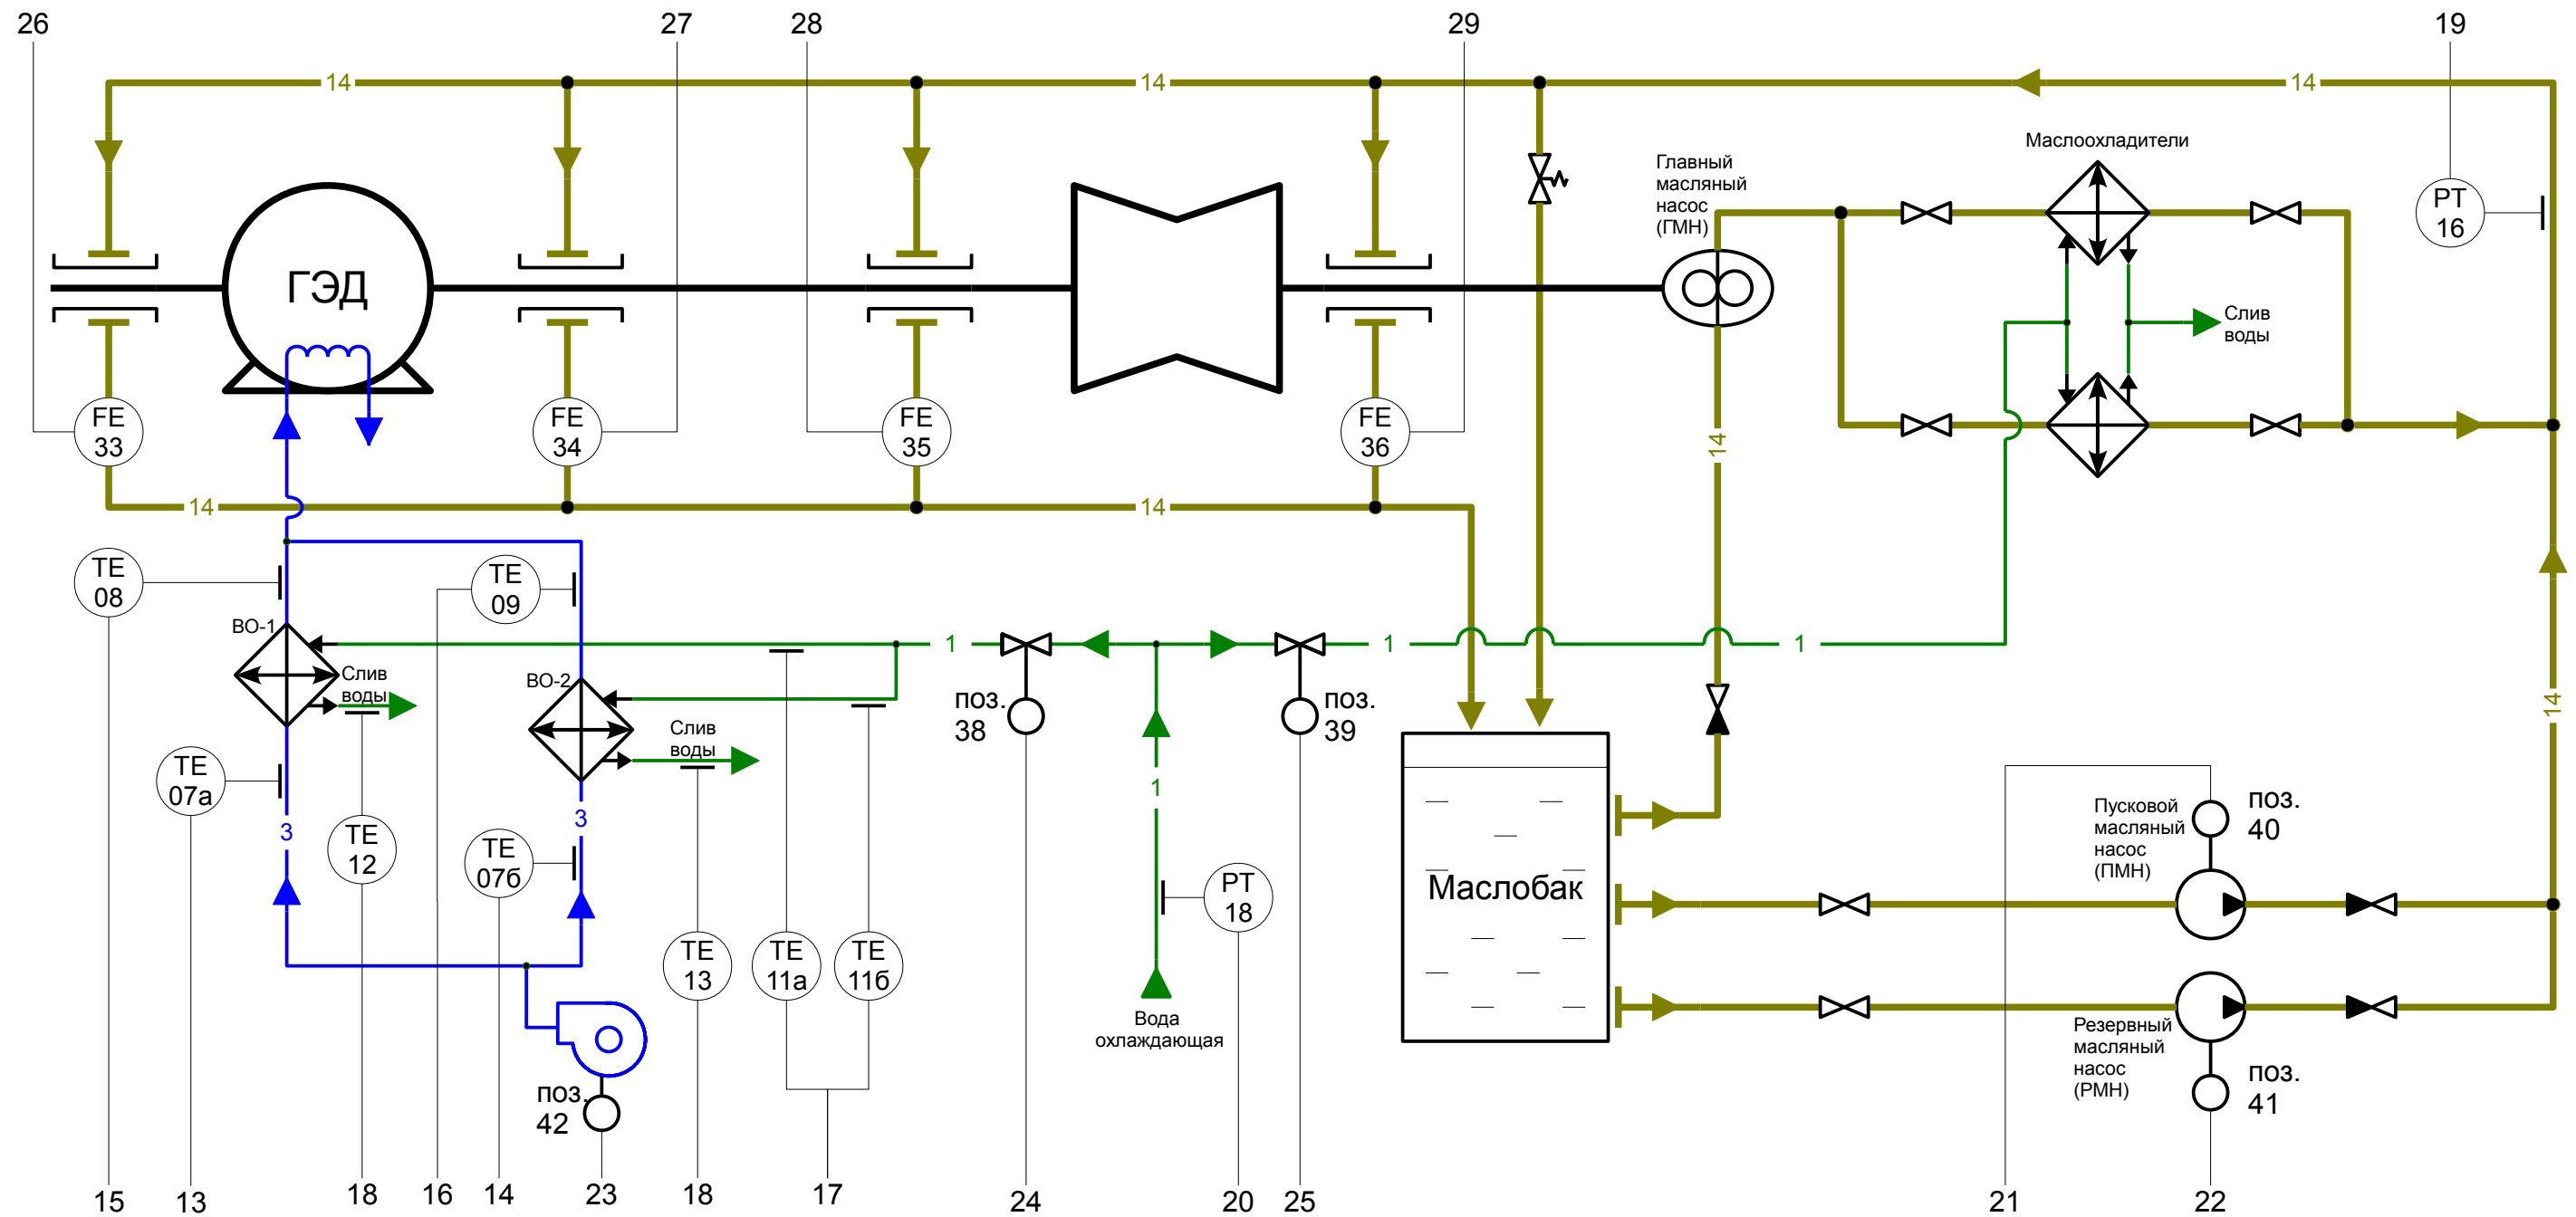 26
27
28
29
19
14
14
14
Маслоохладители
Главный
масляный
насос
(ГМН)
PT
16
ГЭД
Слив
воды
FE
33
FE
34
FE
35
FE
36
14
14
14
TE
08
TE
09
ВО-1
1
1
1
Слив
воды
ВО-2
поз.
38
поз.
39
Слив
воды
14
TE
07а
3
TE
12
3
TE
07б
1
Пусковой
масляный
насос
(ПМН)
поз.
40
PT
18
Маслобак
TE
13
TE
11а
TE
11б
Вода
охлаждающая
Резервный
масляный
насос
(РМН)
поз.
41
поз.
42
15
13
18
16
14
23
18
17
24
20
25
21
22